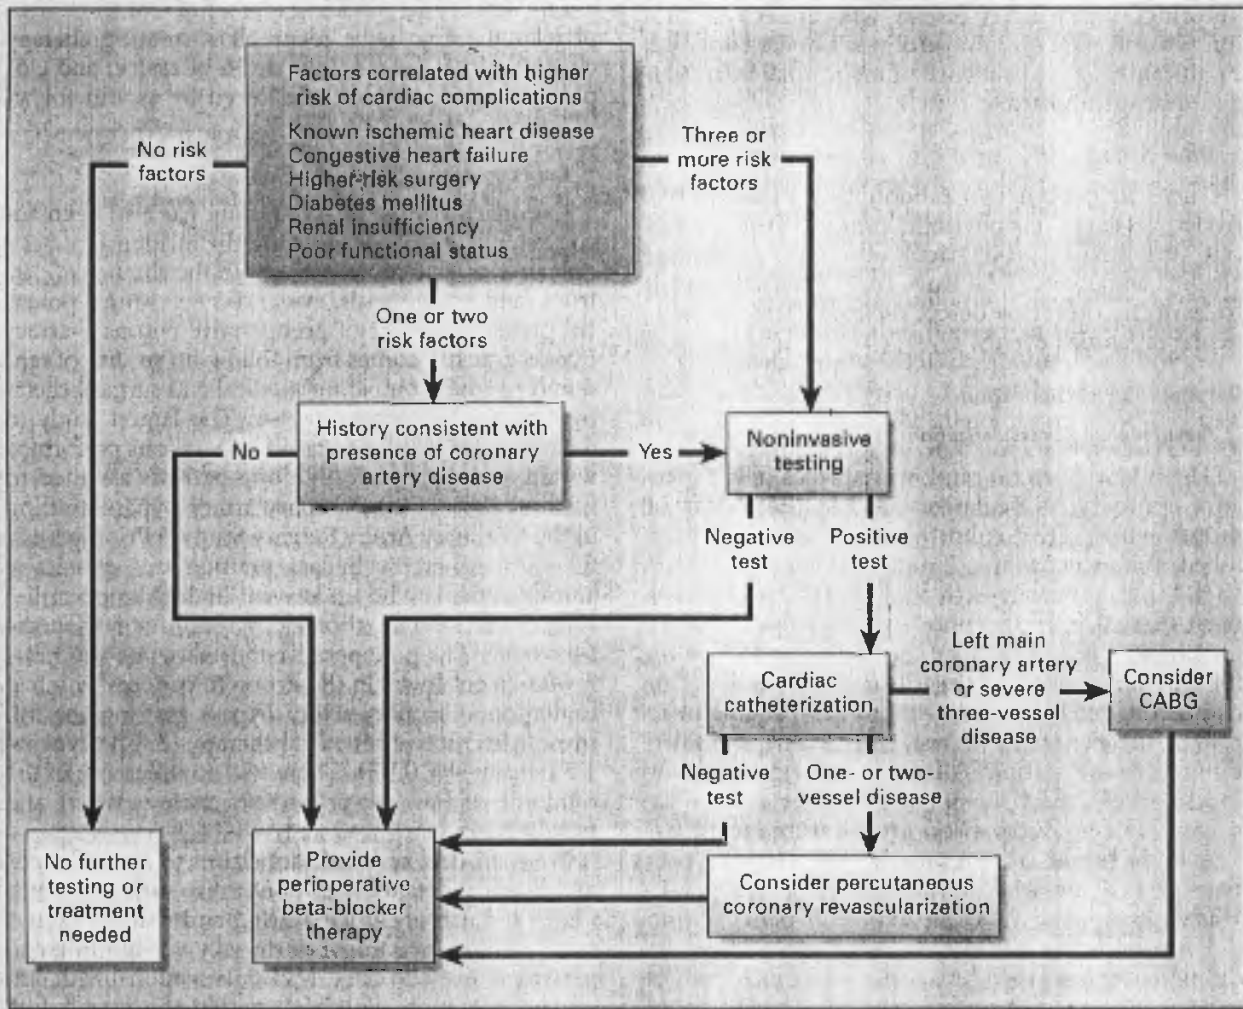 Factors correlated with higher
risk of cardiac complications
Known ischemic heart disease
Congestive heart failure
Higher-risk surgery
Diabetes mellitus
Renal insufficiency
Poor functional status
No risk
factors
Three or
more risk
factors
One or two
risk factors
History consistent with
presence of coronary
artery disease
No
Yes
Noninvasive
testing
Negative
test
Positive
test
Cardiac
catheterization
Left main
coronary artery
or severe
three-vessel
disease
Consider
CABG
Negative
test
One- or two-
vessel disease
No further
testing or
treatment
needed
Provide
perioperative
beta-blocker
therapy
Consider percutaneous
coronary revascularization